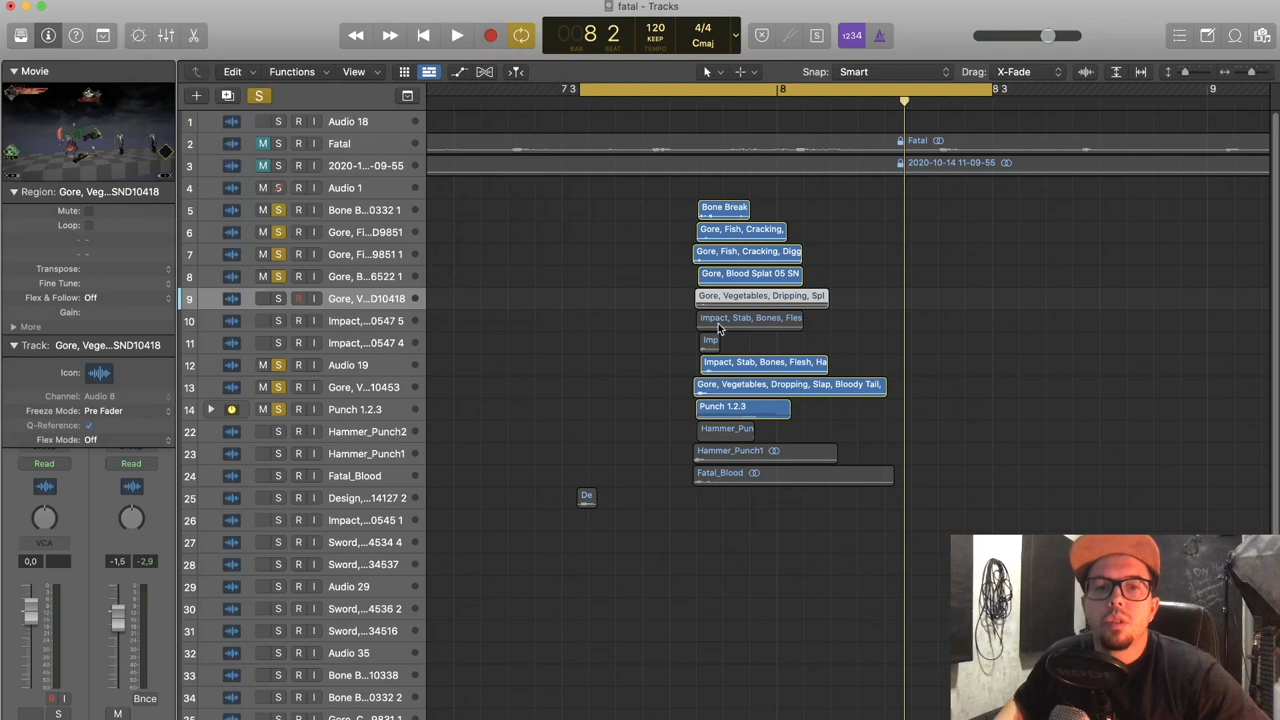 fatal - Tracks
8 2
BAR BEAT
120
KEEP
TEMPO
4/4
Cmaj
1234
Movie
Edit Functions View
Snap: Smart
Drag: X-Fade
7 3 8 8 3 9
Region: Gore, Veg...SND10418
Mute:
Loop:
Transpose:
Fine Tune:
Flex & Follow: Off
More
Track: Gore, Vege...SND10418
Icon:
Channel: Audio 8
Freeze Mode: Pre Fader
Q-Reference:
Flex Mode: Off
Read Read
VCA
0,0 -1,5 -2,9
R I Bnce
S M
S
1 S R I Audio 18
2 M S R I Fatal
3 M S R I 2020-1...-09-55
4 M S R I Audio 1
5 M S R I Bone B...0332 1
6 M S R I Gore, Fi...D9851
7 M S R I Gore, Fi...9851 1
8 M S R I Gore, B...6522 1
9 S R I Gore, V...D10418
10 S R I Impact,...0547 5
11 S R I Impact,...0547 4
12 M S R I Audio 19
13 M S R I Gore, V...10453
14 M S Punch 1.2.3
22 S R I Hammer_Punch2
23 S R I Hammer_Punch1
24 S R I Fatal_Blood
25 S R I Design,...14127 2
26 S R I Impact,...0545 1
27 S R I Sword,...4534 4
28 S R I Sword,...34537
29 S R I Audio 29
30 S R I Sword,...4536 2
31 S R I Sword,...34516
32 S R I Audio 35
33 S R I Bone B...10338
34 S R I Bone B...0332 2
Fatal
2020-10-14 11-09-55
Bone Break
Gore, Fish, Cracking,
Gore, Fish, Cracking, Digg
Gore, Blood Splat 05 SN
Gore, Vegetables, Dripping, Spl
Impact, Stab, Bones, Fles
Imp
Impact, Stab, Bones, Flesh, Ha
Gore, Vegetables, Dropping, Slap, Bloody Tail,
Punch 1.2.3
Hammer_Pun
Hammer_Punch1
Fatal_Blood
De